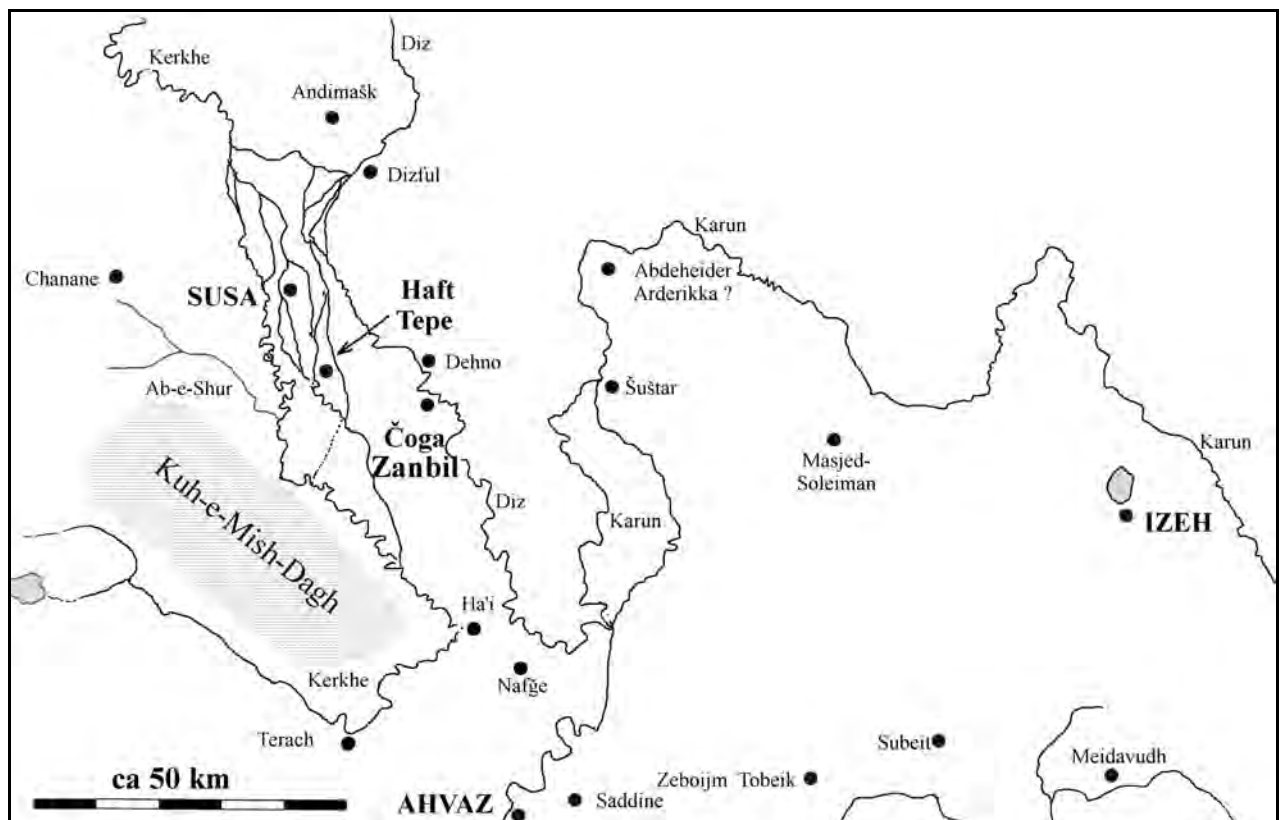 Kerkhe
Diz
Andimašk
Dizful
Karun
Chanane
SUSA
Haft
Tepe
Abdeheider
Arderikka ?
Dehno
Ab-e-Shur
Šuštar
Čoga
Zanbil
Masjed-
Soleiman
Karun
Kuh-e-Mish-Dagh
Diz
Karun
IZEH
Ha'i
Kerkhe
Nafğe
Terach
Subeit
Meidavudh
ca 50 km
Zeboijm Tobeik
AHVAZ
Saddine